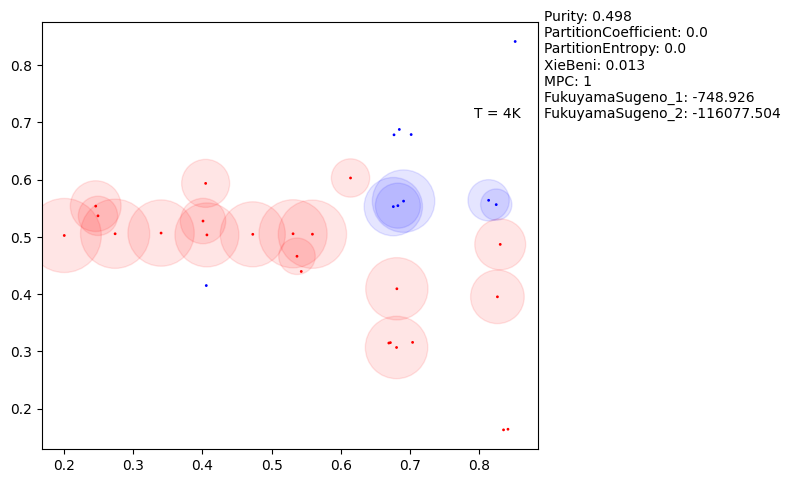 Purity: 0.498
PartitionCoefficient: 0.0
PartitionEntropy: 0.0
XieBeni: 0.013
MPC: 1
FukuyamaSugeno_1: -748.926
FukuyamaSugeno_2: -116077.504
T = 4K
0.8
0.7
0.6
0.5
0.4
0.3
0.2
0.2 0.3 0.4 0.5 0.6 0.7 0.8